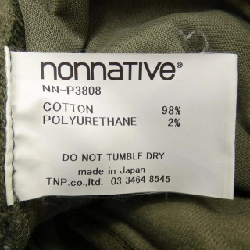 nonnative®
NN-P3808
COTTON 98%
POLYURETHANE 2%
DO NOT TUMBLE DRY
made in Japan
TNP.co.,ltd. 03 3464 8545